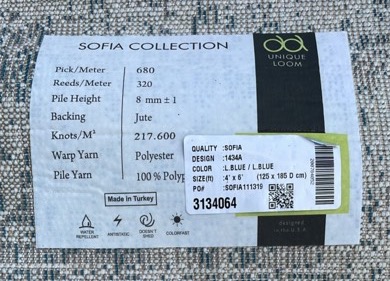 SOFIA COLLECTION
UNIQUE
LOOM
Pick/Meter 680
Reeds/Meter 320
Pile Height 8 mm ± 1
Backing Jute
Knots/M² 217.600
Warp Yarn Polyester
Pile Yarn 100 %
QUALITY :SOFIA
DESIGN :1434A
COLOR :L.BLUE / L.BLUE
SIZE(ft) :4' x 6' (125 x 185 D cm)
PO# :SOFIA111319
3134064
Made in Turkey
WATER
REPELLENT
ANTISTATIC
DOESN'T
SHED
COLORFAST
designed